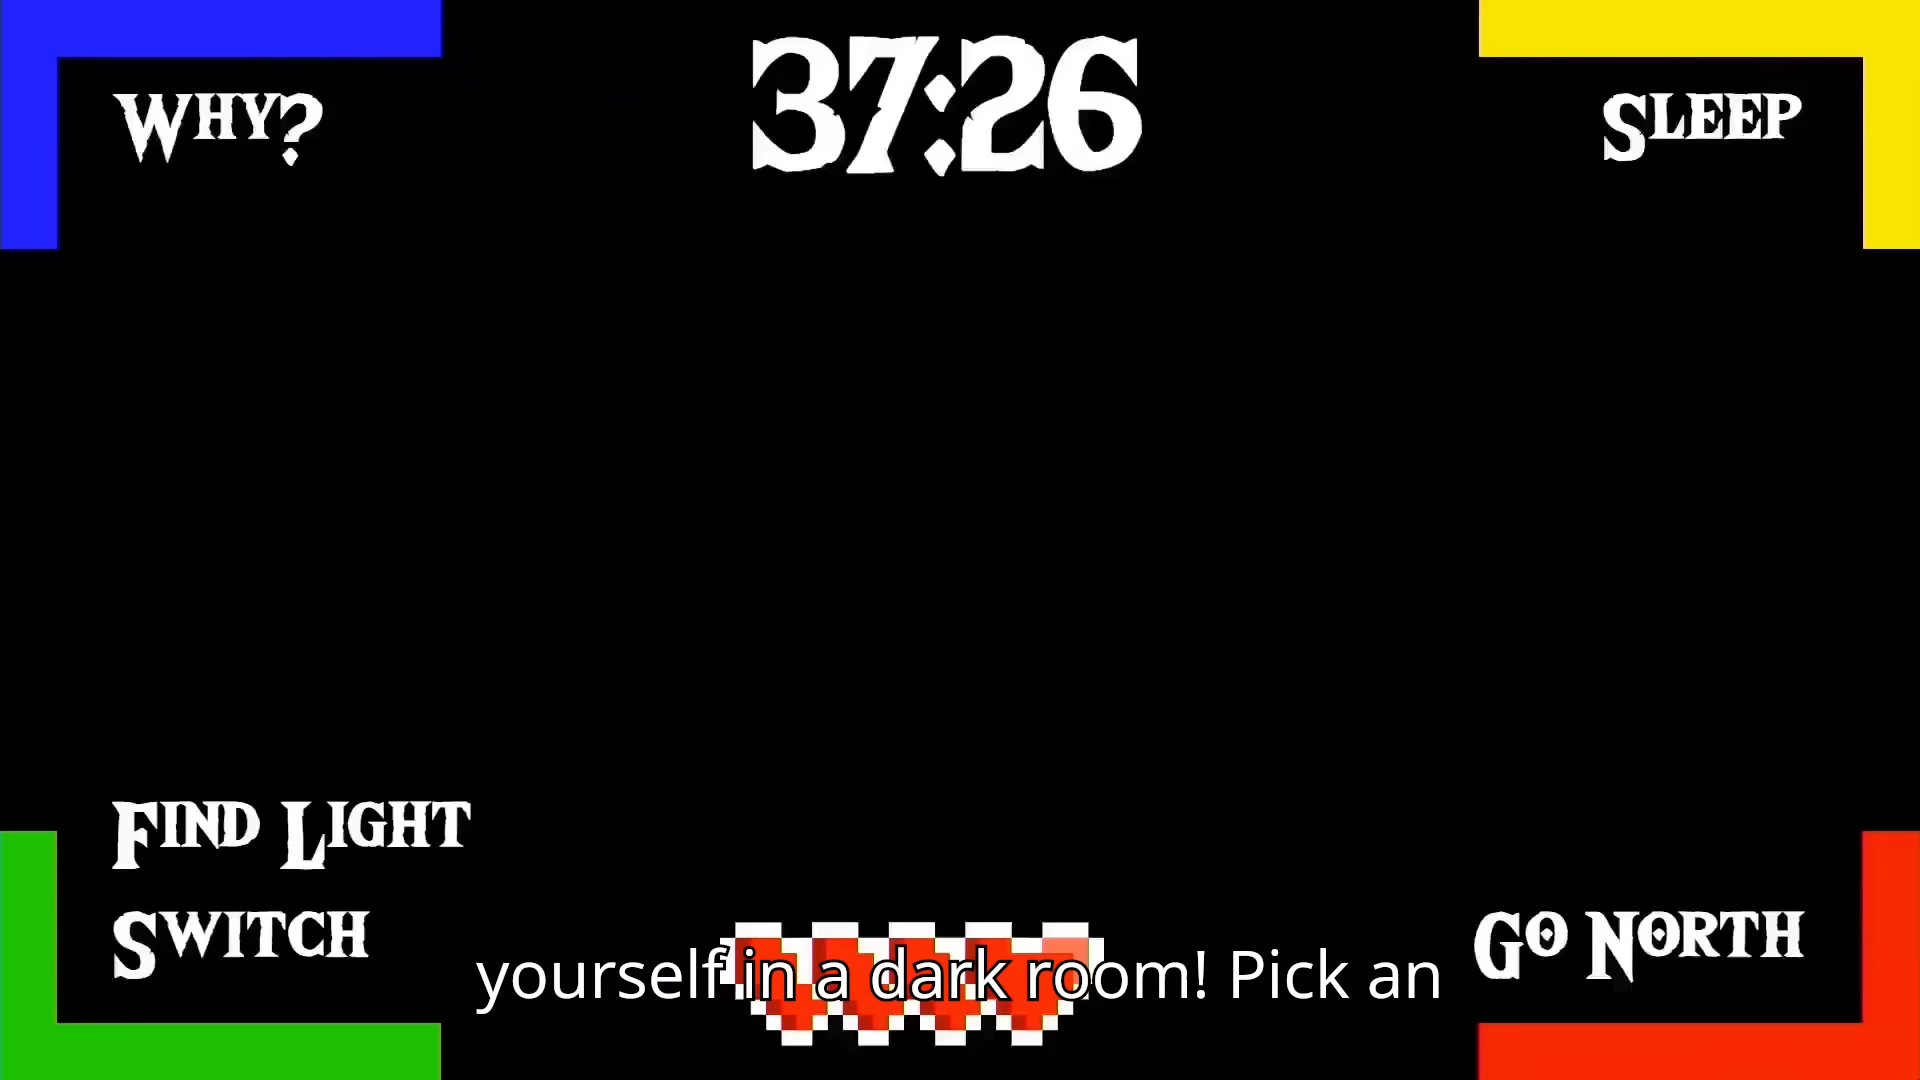 Why?
37:26
Sleep
Find Light
Switch
Go North
yourself in a dark room! Pick an